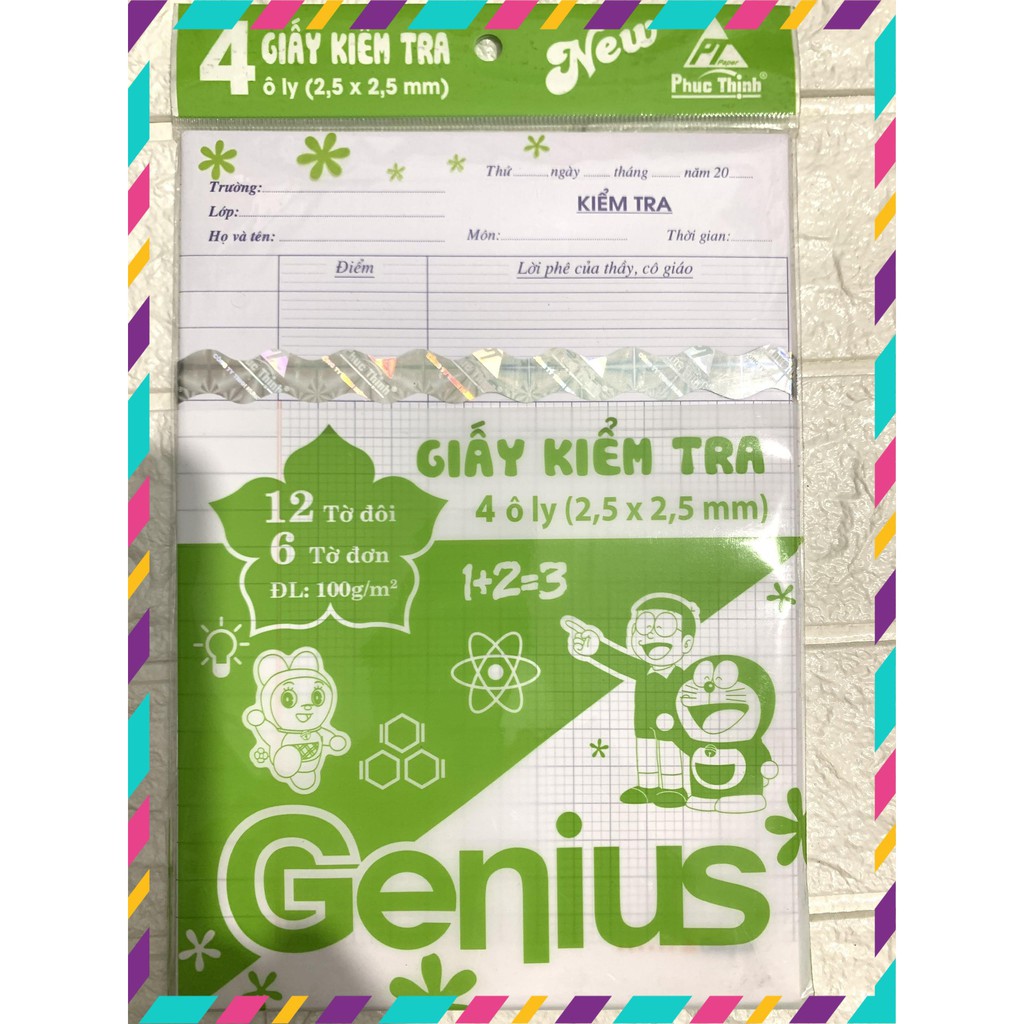 4 GIẤY KIỂM TRA
ô ly (2,5 x 2,5 mm)
New
PT
Paper
Phuc Thịnh®
Thứ ........ ngày ...... tháng ...... năm 20......
Trường:
KIỂM TRA
Lớp:
Họ và tên:
Môn:
Thời gian:
Điểm
Lời phê của thầy, cô giáo
GIẤY KIỂM TRA
4 ô ly (2,5 x 2,5 mm)
12 Tờ đôi
6 Tờ đơn
ĐL: 100g/m²
1+2=3
Genius